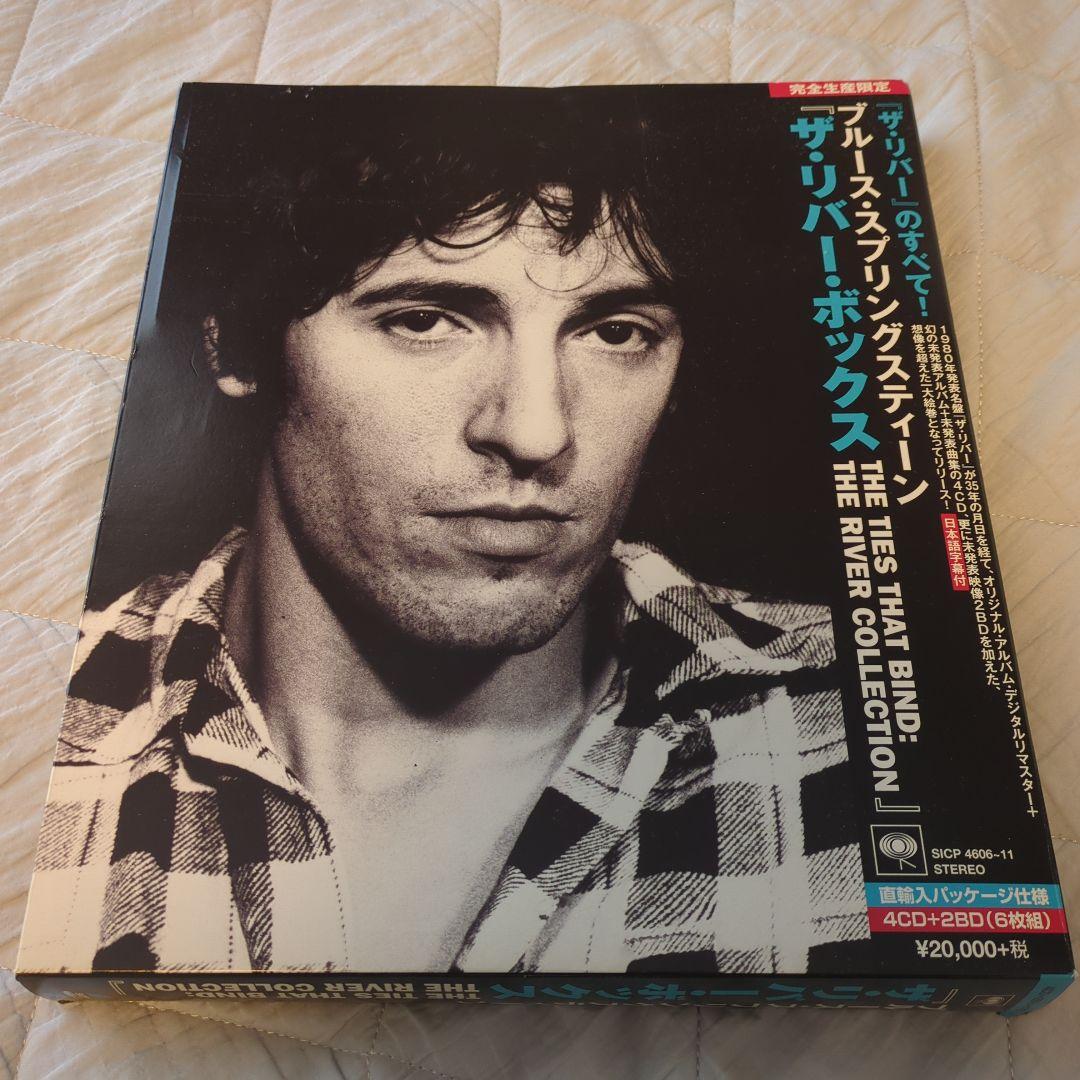 完全生産限定
『ザ・リバー』のすべて!
ブルース・スプリングスティーン
『ザ・リバー・ボックス
THE TIES THAT BIND:
THE RIVER COLLECTION』
1980年発表名盤『ザ・リバー』が35年の月日を経て、オリジナル・アルバム・デジタルリマスター+
幻の未発表アルバム+未発表曲集の4CD、更に未発表映像2BDを加えた、
想像を超えた一大絵巻となってリリース!
日本語字幕付
SICP 4606~11
STEREO
直輸入パッケージ仕様
4CD+2BD(6枚組)
¥20,000+税
『ザ・リバー・ボックス
THE TIES THAT BIND:
THE RIVER COLLECTION』